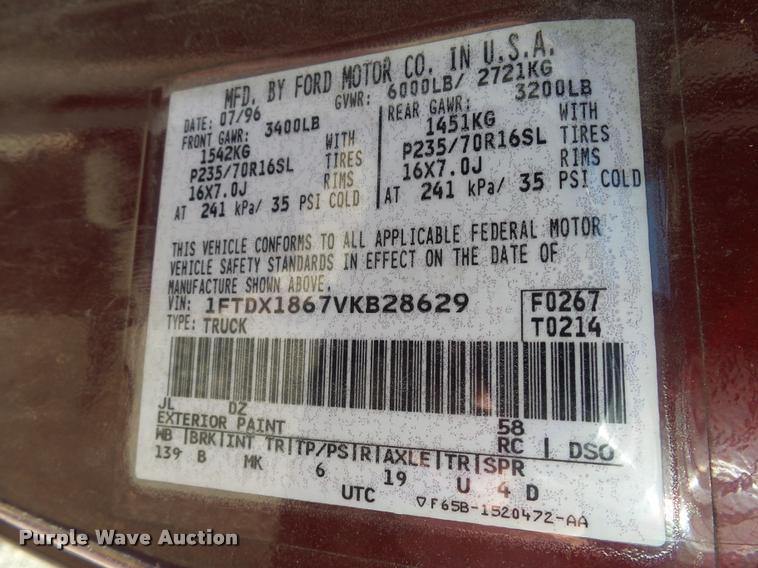 MFD. BY FORD MOTOR CO. IN U.S.A.
DATE: 07/96 GVWR: 6000LB/ 2721KG
FRONT GAWR: 3400LB REAR GAWR: 3200LB
1542KG WITH 1451KG WITH
P235/70R16SL TIRES P235/70R16SL TIRES
16X7.0J RIMS 16X7.0J RIMS
AT 241 kPa/ 35 PSI COLD AT 241 kPa/ 35 PSI COLD
THIS VEHICLE CONFORMS TO ALL APPLICABLE FEDERAL MOTOR
VEHICLE SAFETY STANDARDS IN EFFECT ON THE DATE OF
MANUFACTURE SHOWN ABOVE.
VIN: 1FTDX1867VKB28629 F0267
TYPE: TRUCK T0214
JL DZ 58
EXTERIOR PAINT RC DSO
WB BRK INT TR TP/PS R AXLE TR SPR
139 B MK 6 19 U 4 D
UTC ▽F65B-1520472-AA
Purple Wave Auction